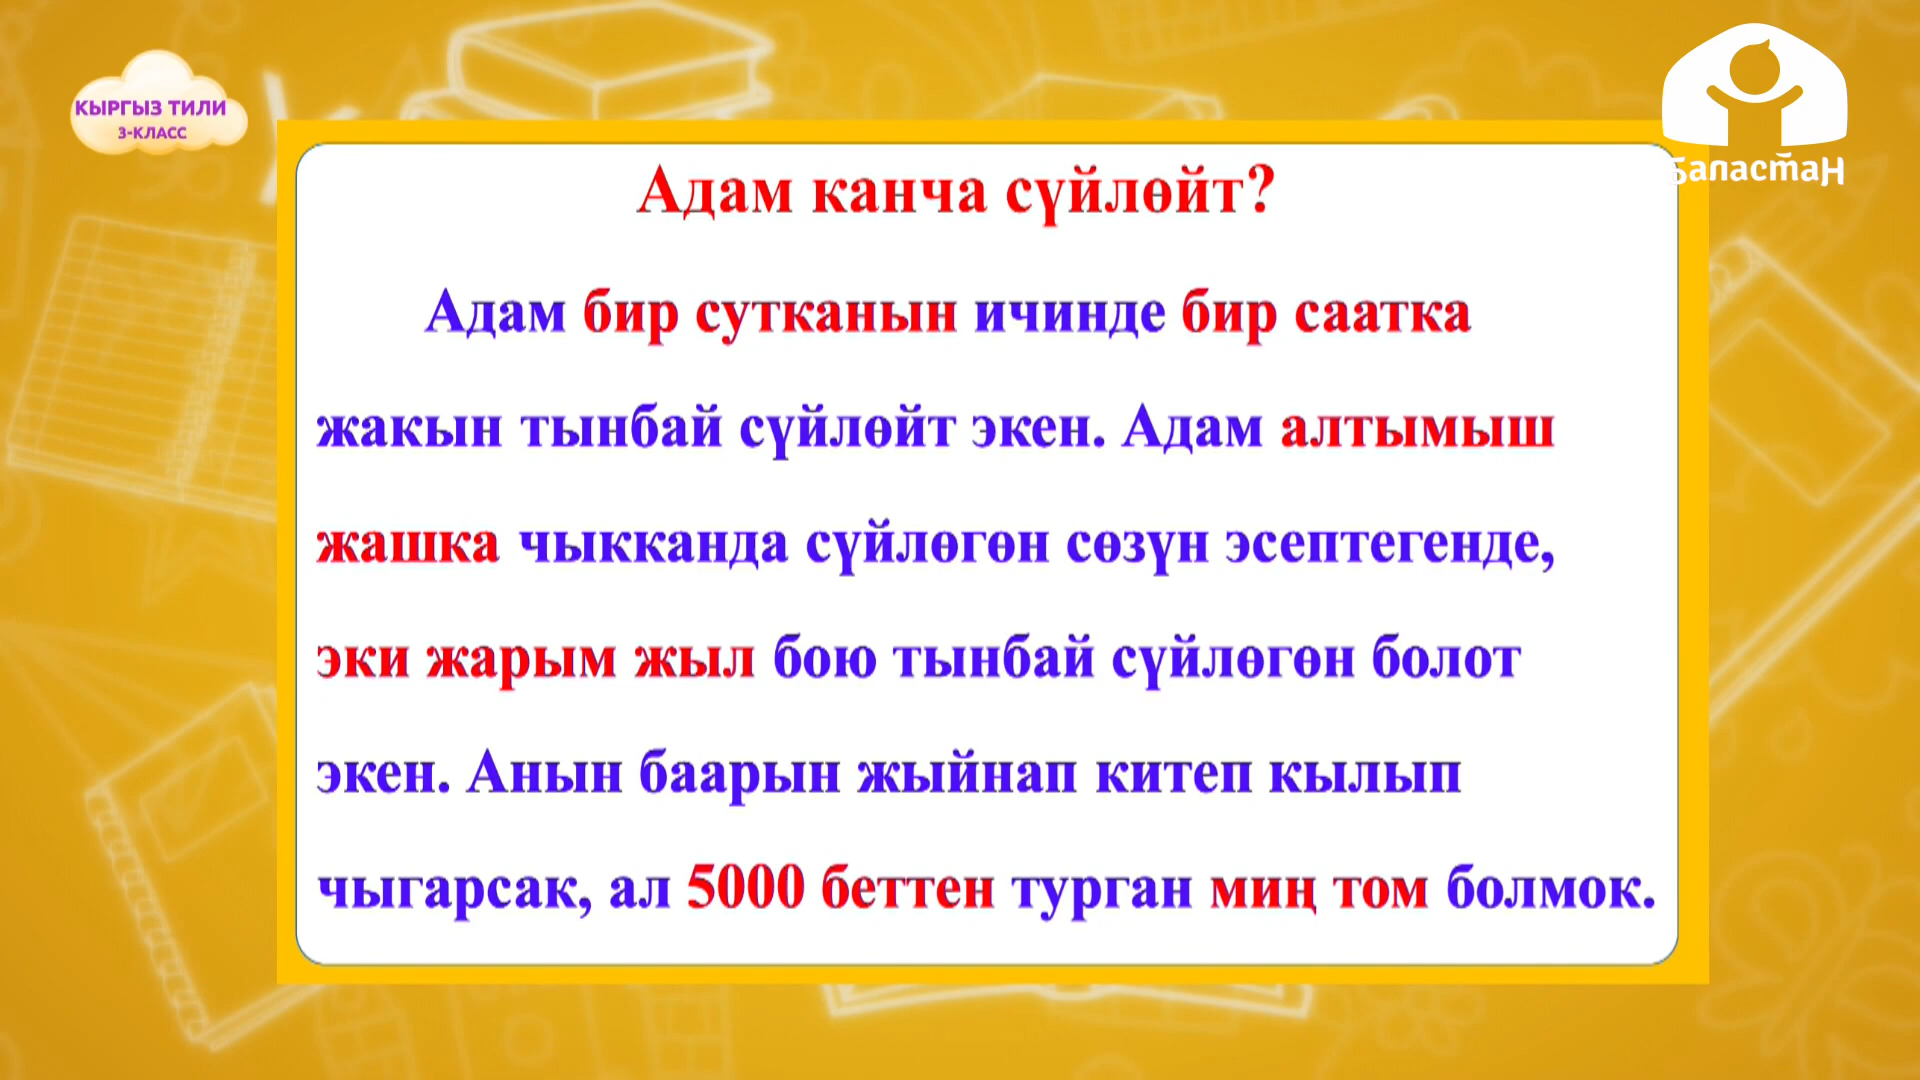 КЫРГЫЗ ТИЛИ
3-КЛАСС
Баластан
Адам канча сүйлөйт?
Адам бир сутканын ичинде бир саатка
жакын тынбай сүйлөйт экен. Адам алтымыш
жашка чыкканда сүйлөгөн сөзүн эсептегенде,
эки жарым жыл бою тынбай сүйлөгөн болот
экен. Анын баарын жыйнап китеп кылып
чыгарсак, ал 5000 беттен турган миң том болмок.